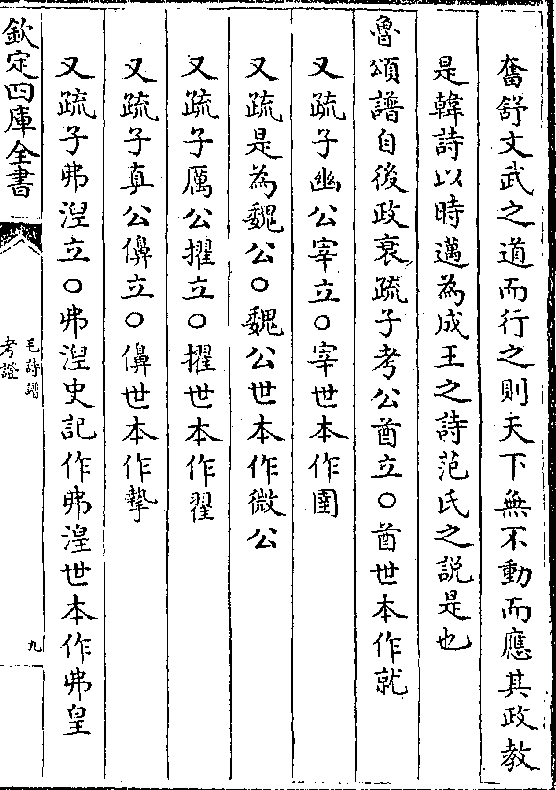 奮舒文武之道而行之則天下無不動而應其政教
是韓詩以時邁為成王之詩范氏之說是也
魯頌譜自後政衰疏子考公酋立○酋世本作就
又疏子幽公宰立○宰世本作圉
又疏是為魏公○魏公世本作微公
又疏子厲公擢立○擢世本作翟
又疏子真公儤立○儤世本作摯
又疏子弗湼立○弗湼史記作弗湟世本作弗皇
欽定四庫全書
毛詩譜
考證
九